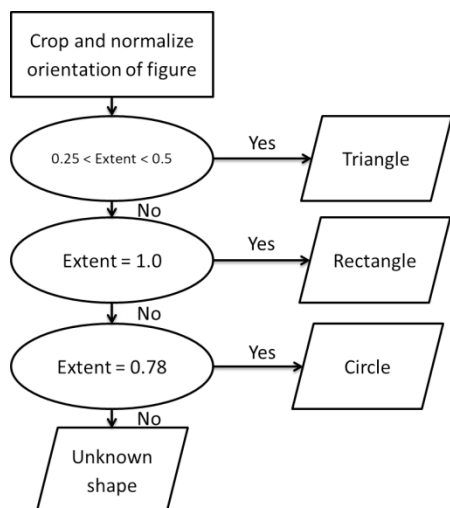 Crop and normalize
orientation of figure
0.25 < Extent < 0.5
Yes
Triangle
No
Extent = 1.0
Yes
Rectangle
No
Extent = 0.78
Yes
Circle
No
Unknown
shape